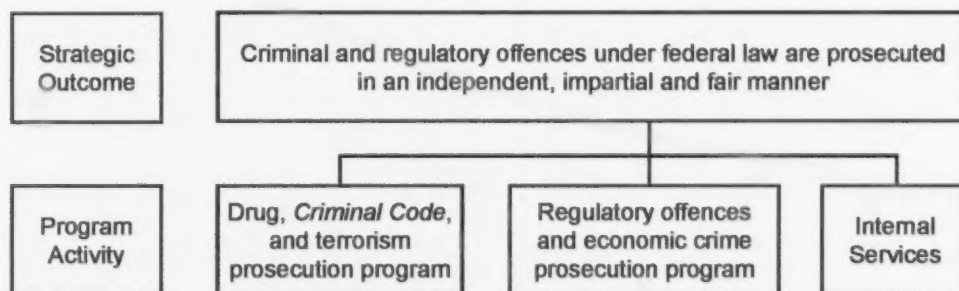 Strategic
Outcome
Criminal and regulatory offences under federal law are prosecuted
in an independent, impartial and fair manner
Program
Activity
Drug, Criminal Code,
and terrorism
prosecution program
Regulatory offences
and economic crime
prosecution program
Internal
Services